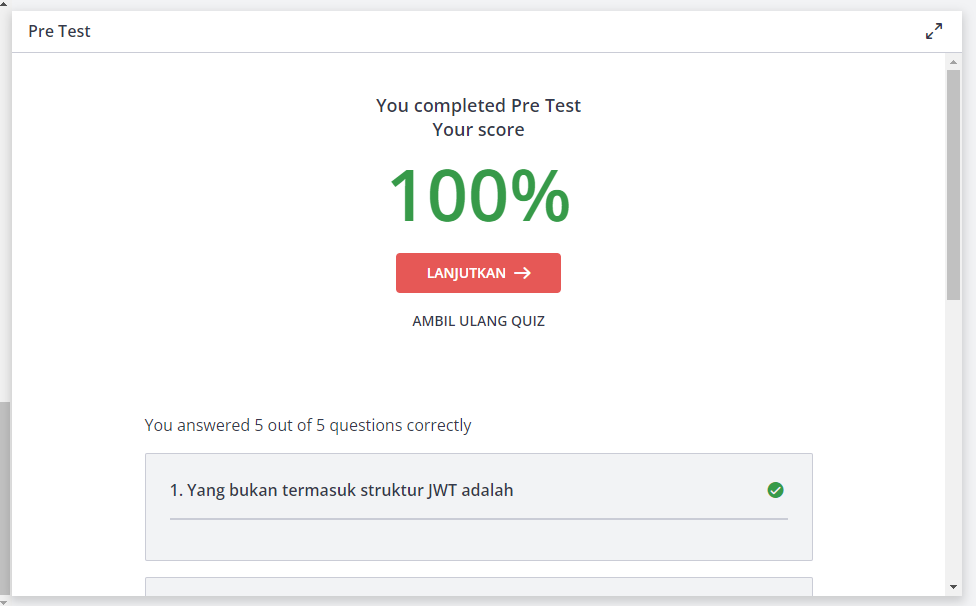 Pre Test
You completed Pre Test
Your score
100%
LANJUTKAN →
AMBIL ULANG QUIZ
You answered 5 out of 5 questions correctly
1. Yang bukan termasuk struktur JWT adalah